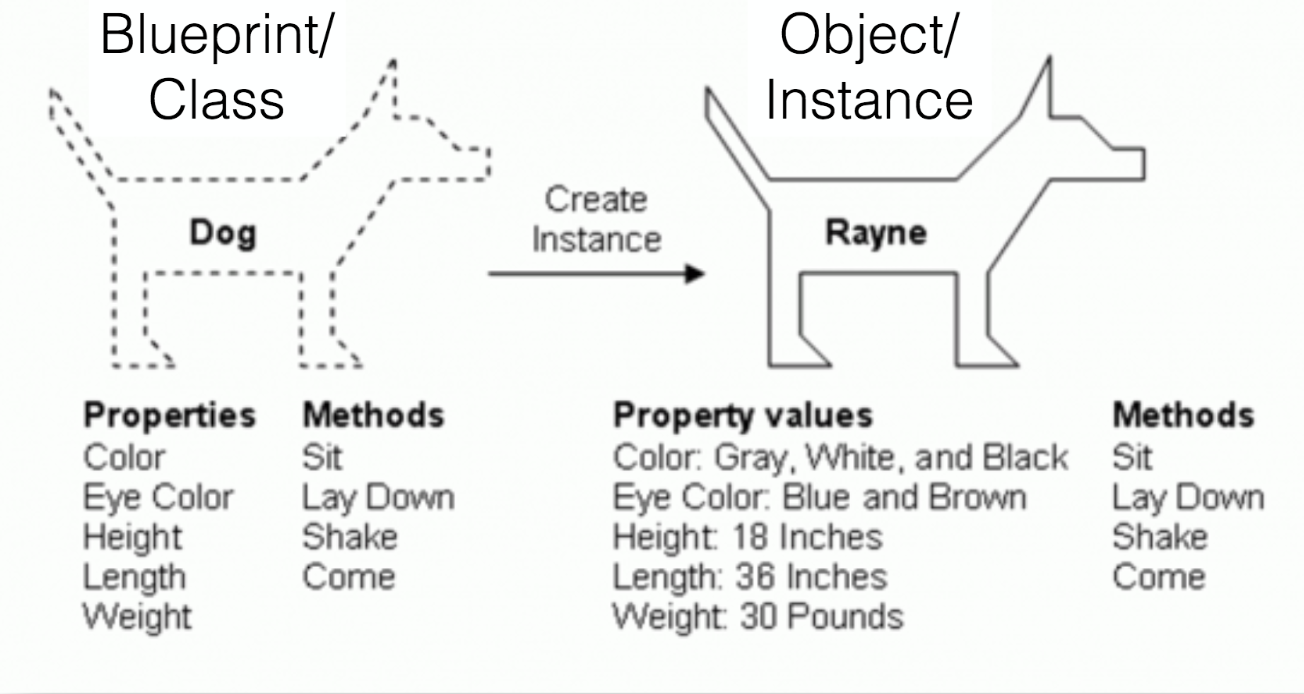 Blueprint/
Class
Object/
Instance
Dog
Create
Instance
Rayne
Properties
Color
Eye Color
Height
Length
Weight
Methods
Sit
Lay Down
Shake
Come
Property values
Color: Gray, White, and Black
Eye Color: Blue and Brown
Height: 18 Inches
Length: 36 Inches
Weight: 30 Pounds
Methods
Sit
Lay Down
Shake
Come